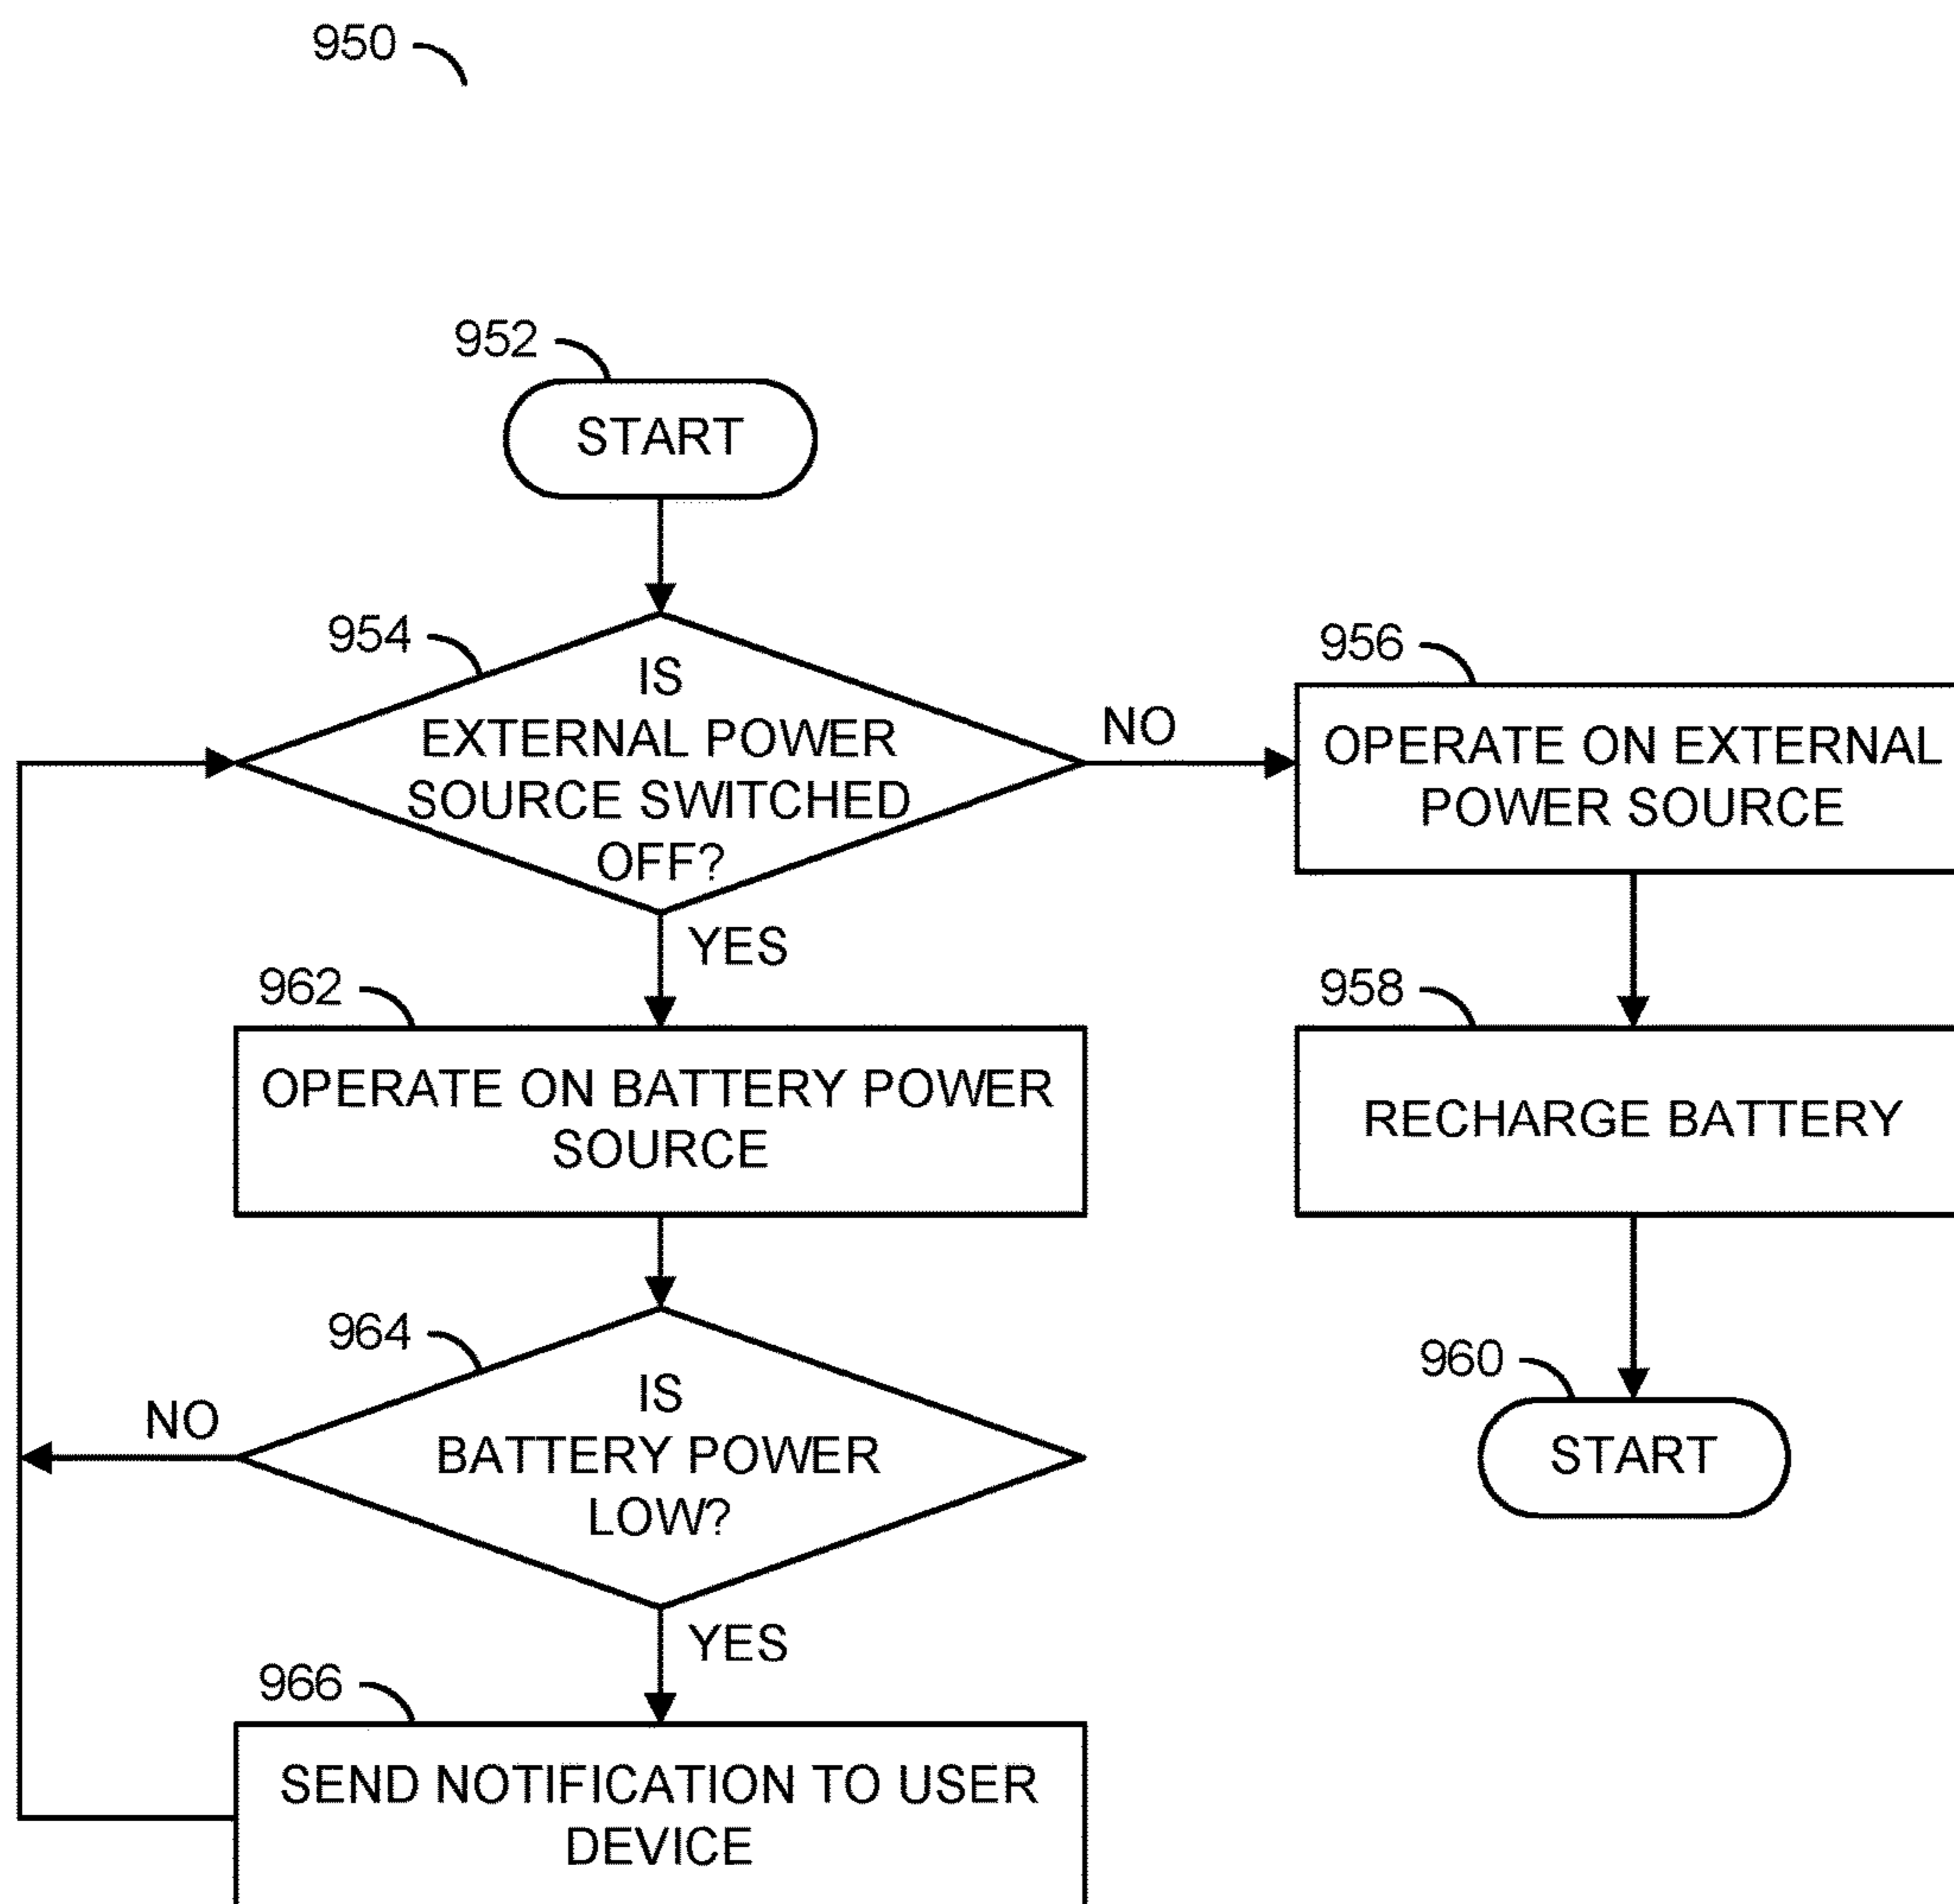 950
952
START
954
IS
EXTERNAL POWER
SOURCE SWITCHED
OFF?
NO
956
OPERATE ON EXTERNAL
POWER SOURCE
YES
962
OPERATE ON BATTERY POWER
SOURCE
958
RECHARGE BATTERY
964
IS
BATTERY POWER
LOW?
NO
960
START
YES
966
SEND NOTIFICATION TO USER
DEVICE